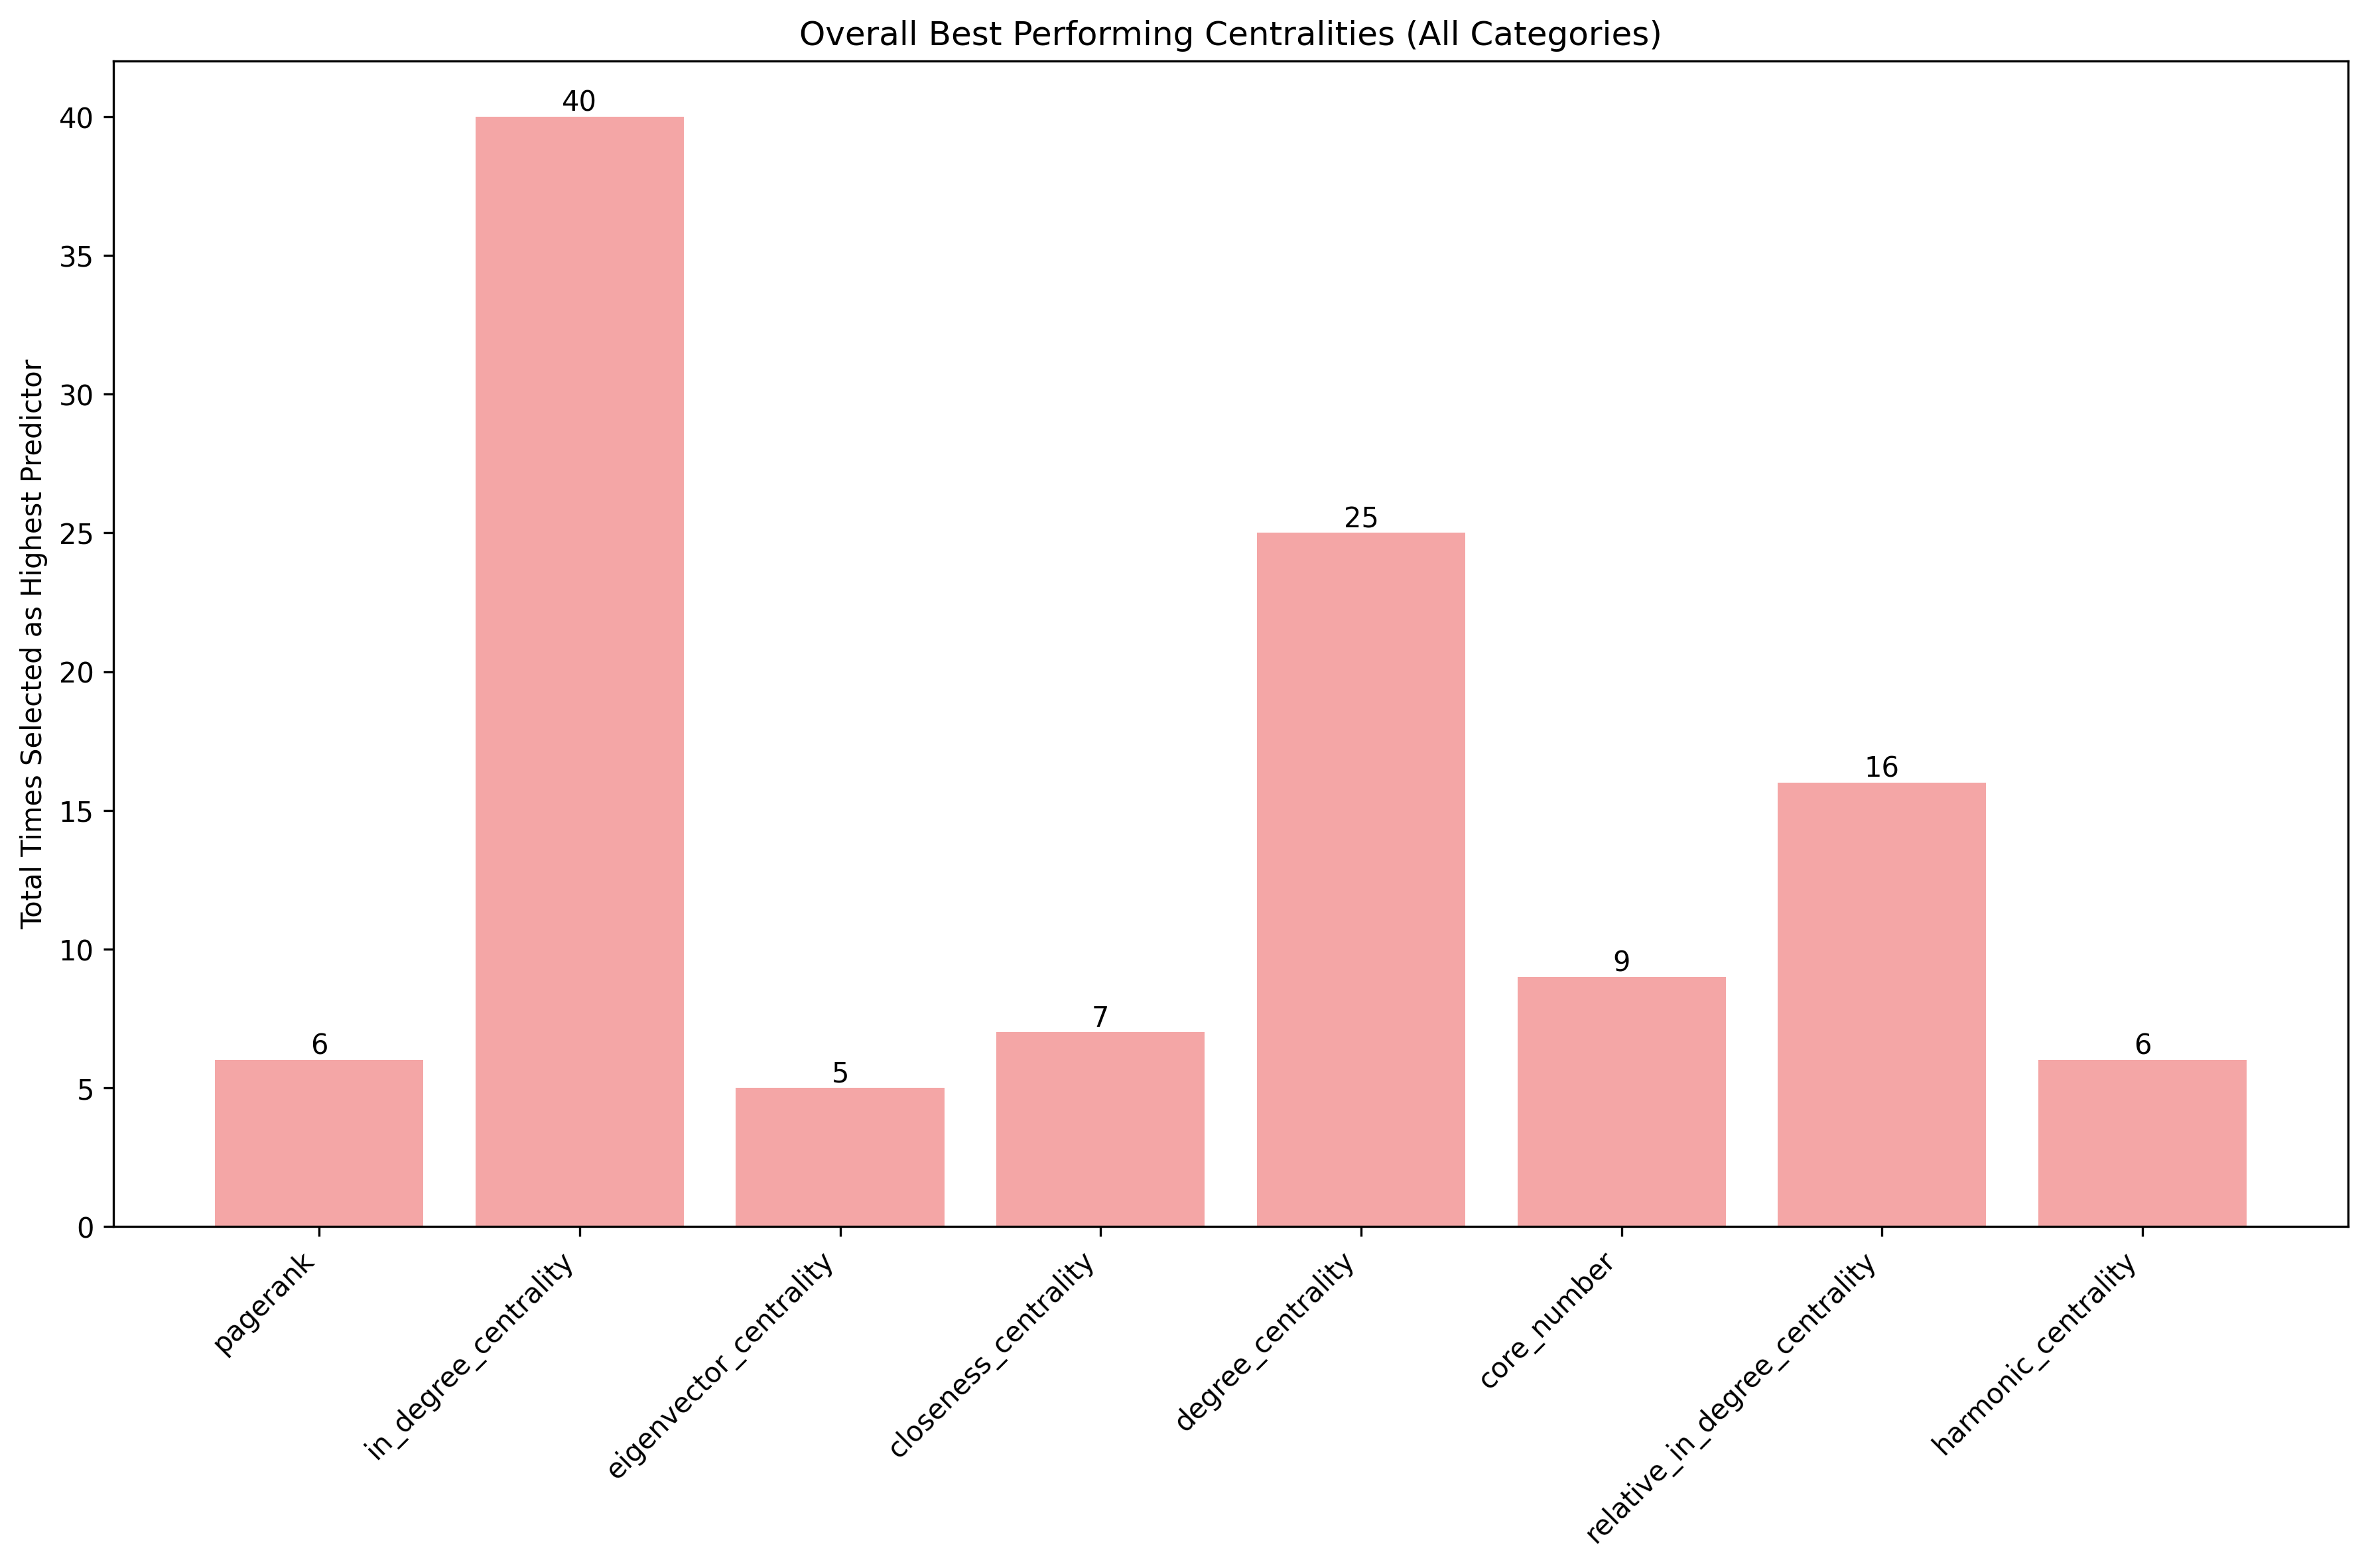 Overall Best Performing Centralities (All Categories)
Total Times Selected as Highest Predictor
40
35
30
25
20
15
10
5
0
6
40
5
7
25
9
16
6
pagerank
in_degree_centrality
eigenvector_centrality
closeness_centrality
degree_centrality
core_number
relative_in_degree_centrality
harmonic_centrality